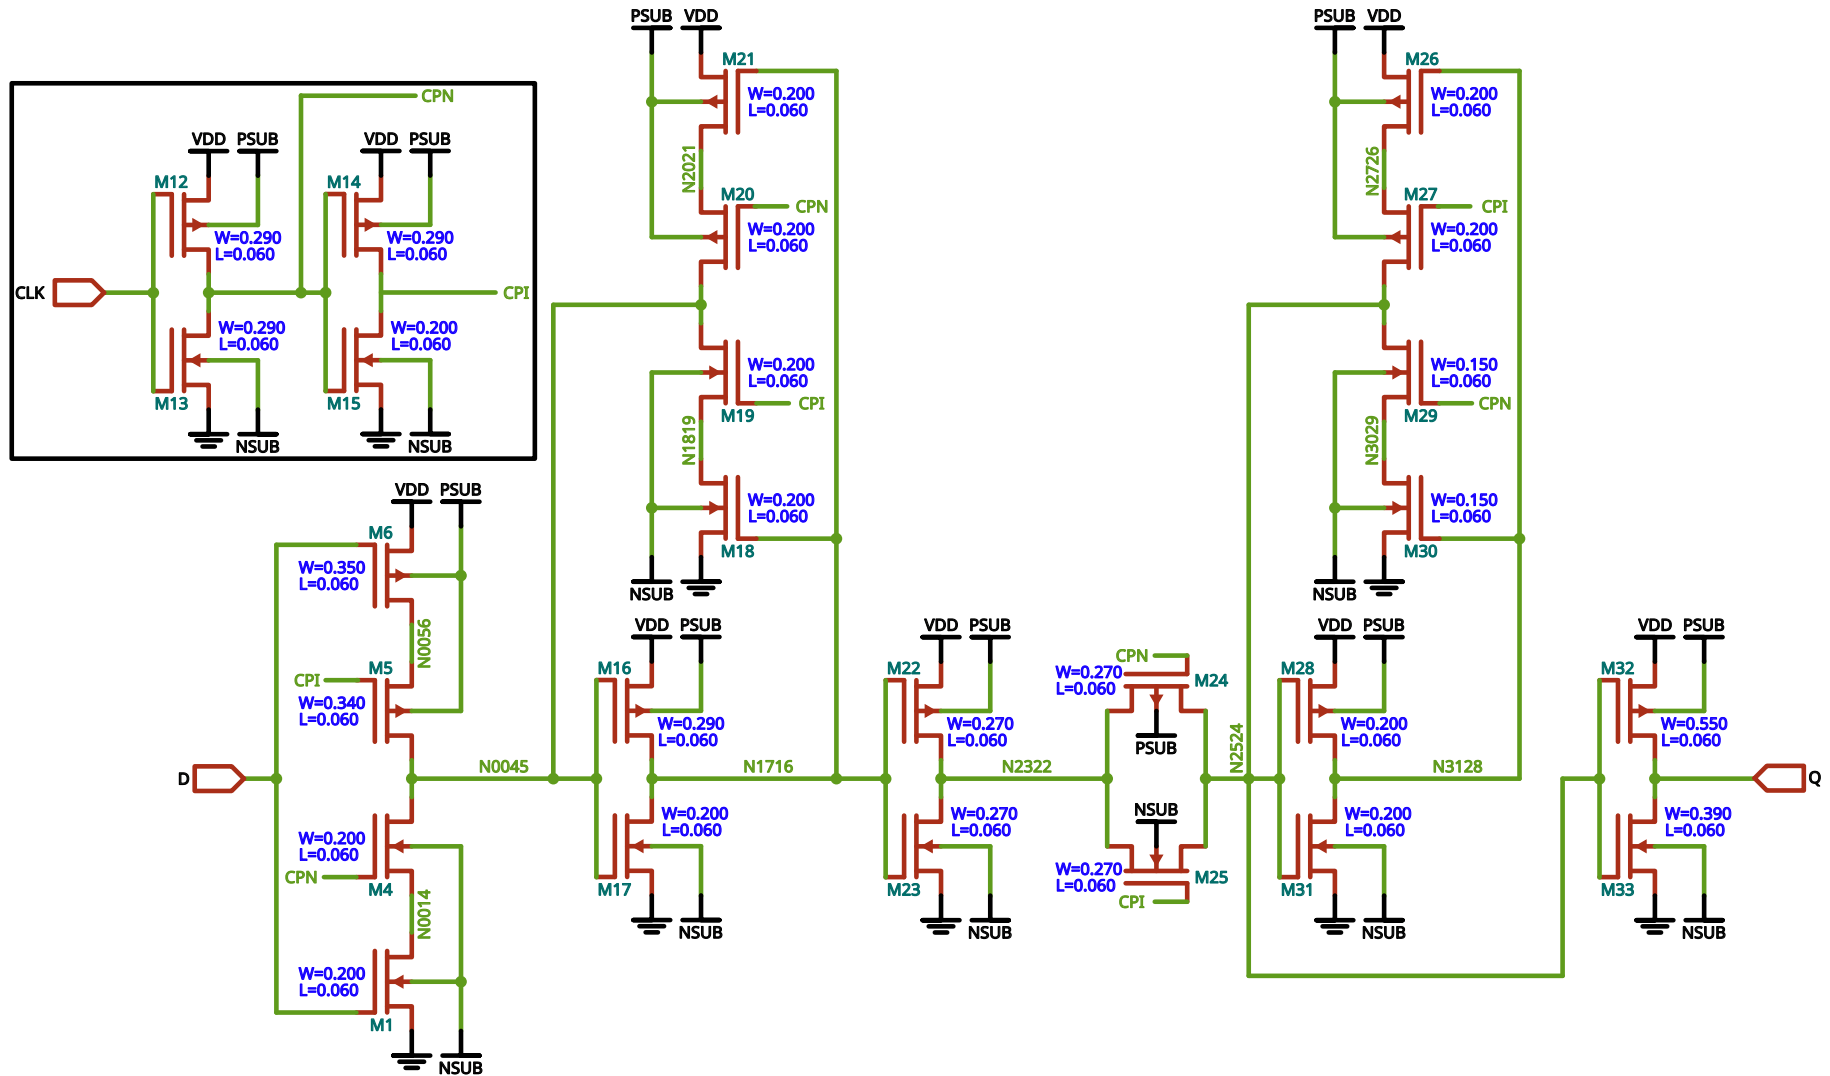 CPN
VDD PSUB
VDD PSUB
M12
M14
W=0.290
L=0.060
W=0.290
L=0.060
CLK
CPI
W=0.290
L=0.060
W=0.200
L=0.060
M13
M15
NSUB
NSUB
PSUB VDD
M21
W=0.200
L=0.060
N2021
M20
CPN
W=0.200
L=0.060
W=0.200
L=0.060
CPI
M19
N1819
W=0.200
L=0.060
M18
NSUB
PSUB VDD
M26
W=0.200
L=0.060
N2726
M27
CPI
W=0.200
L=0.060
W=0.150
L=0.060
CPN
M29
N3029
W=0.150
L=0.060
M30
NSUB
VDD PSUB
M6
W=0.350
L=0.060
N0056
M5
CPI
W=0.340
L=0.060
D
N0045
W=0.200
L=0.060
CPN
M4
N0014
W=0.200
L=0.060
M1
NSUB
VDD PSUB
M16
W=0.290
L=0.060
N1716
W=0.200
L=0.060
M17
NSUB
VDD PSUB
M22
W=0.270
L=0.060
N2322
W=0.270
L=0.060
M23
NSUB
CPN
W=0.270
L=0.060
M24
PSUB
NSUB
W=0.270
L=0.060
M25
CPI
N2524
VDD PSUB
M28
W=0.200
L=0.060
N3128
W=0.200
L=0.060
M31
NSUB
VDD PSUB
M32
W=0.550
L=0.060
Q
W=0.390
L=0.060
M33
NSUB